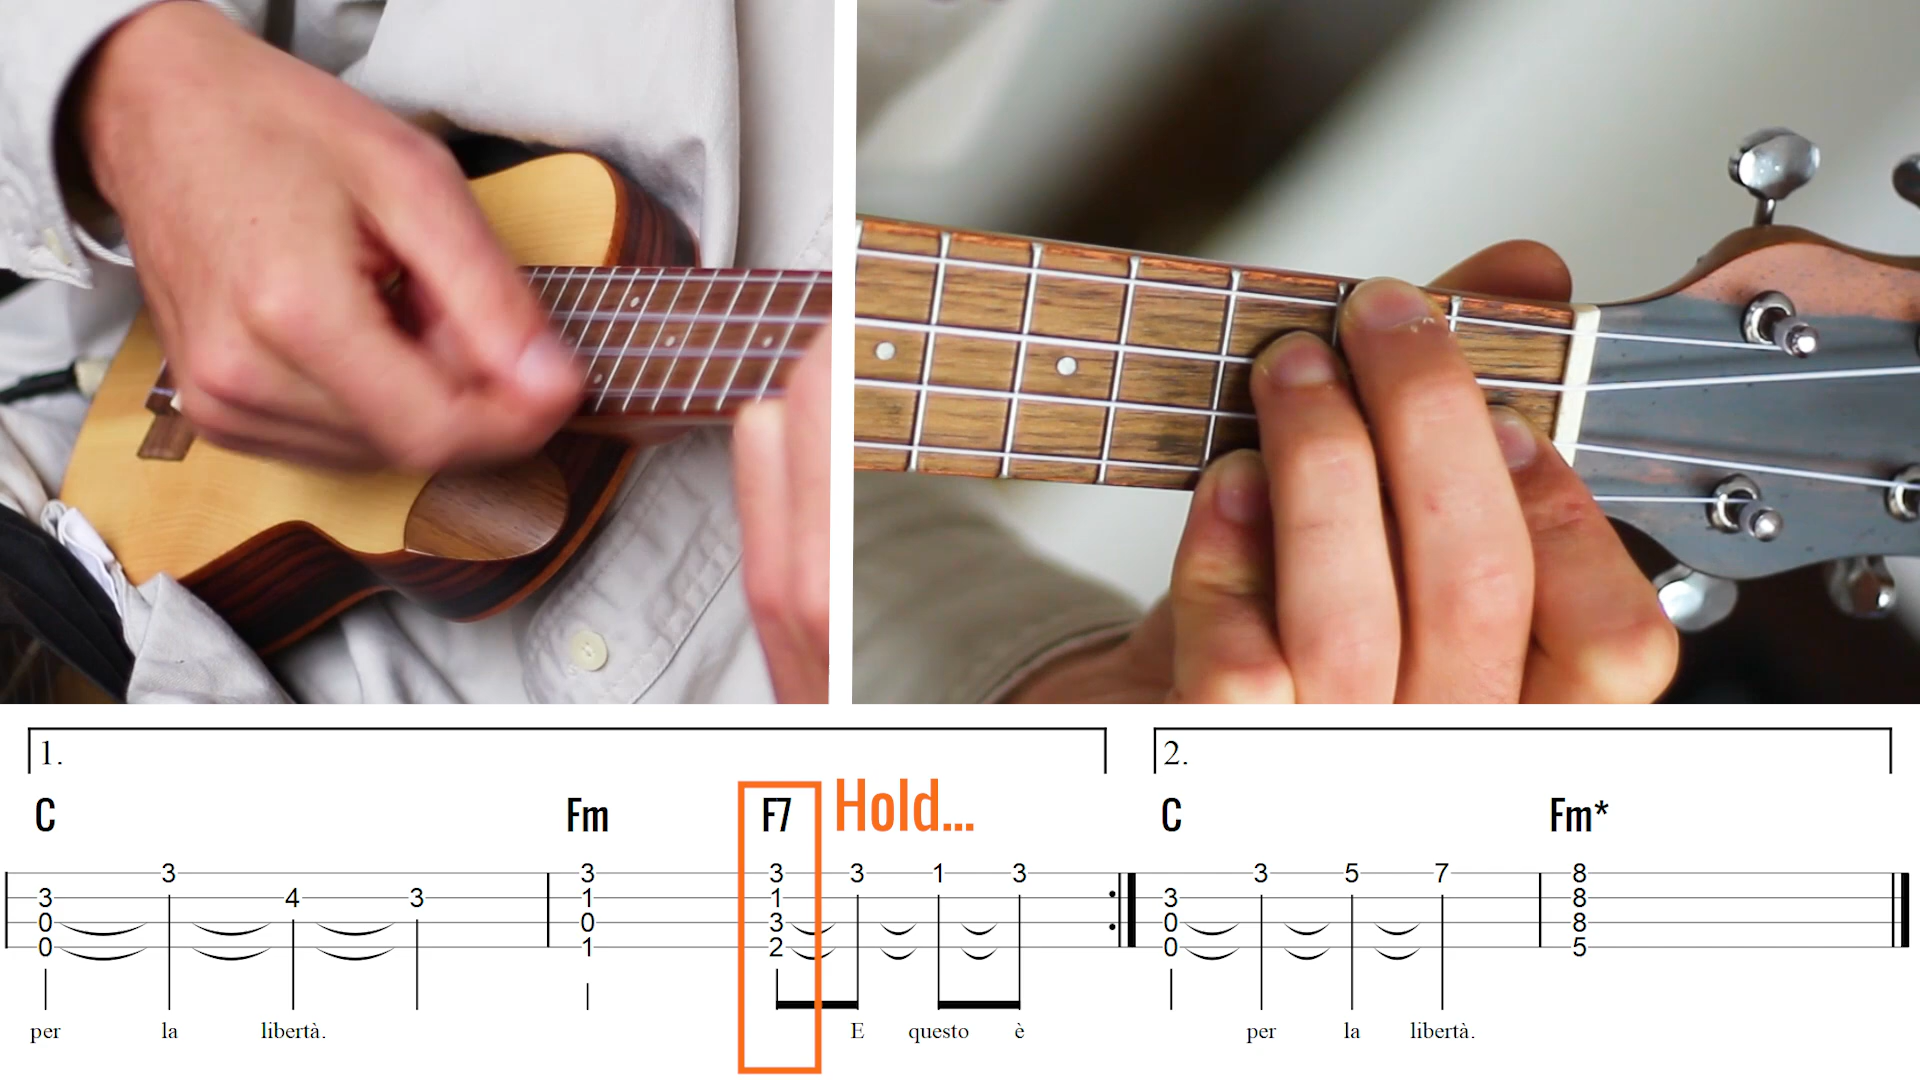 1. 2.
C Fm F7 Hold... C Fm*
3 3 3 3 1 3 3 5 7 8
3 4 3 1 1 3 8
0 0 3 0 8
0 1 2 0 5
per la libertà. E questo è per la libertà.